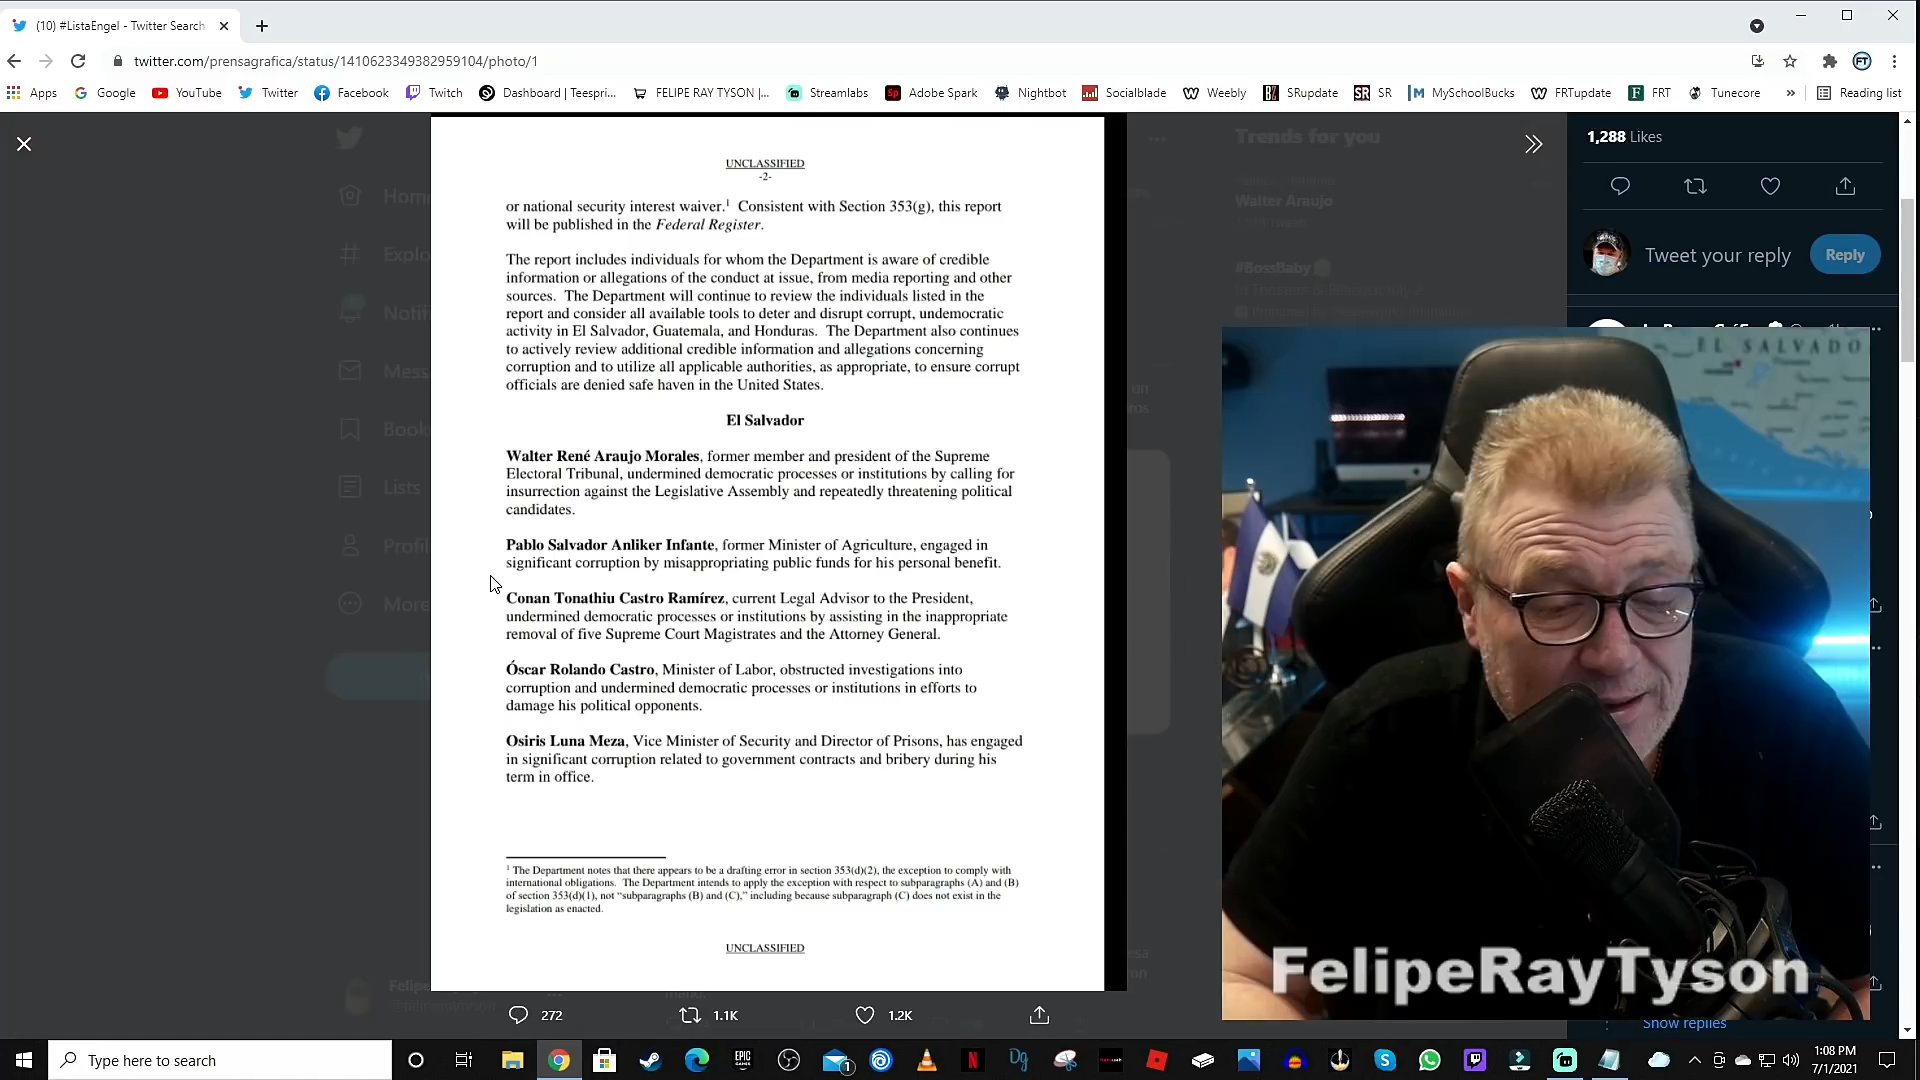 (10) #ListaEngel - Twitter Search
twitter.com/prensagrafica/status/1410623349382959104/photo/1
Apps
Google
YouTube
Twitter
Facebook
Twitch
Dashboard | Teespri...
FELIPE RAY TYSON |...
Streamlabs
Adobe Spark
Nightbot
Socialblade
Weebly
SRupdate
SR
MySchoolBucks
FRTupdate
FRT
Tunecore
»
Reading list
UNCLASSIFIED
-2-
or national security interest waiver.1 Consistent with Section 353(g), this report
will be published in the Federal Register.
The report includes individuals for whom the Department is aware of credible
information or allegations of the conduct at issue, from media reporting and other
sources. The Department will continue to review the individuals listed in the
report and consider all available tools to deter and disrupt corrupt, undemocratic
activity in El Salvador, Guatemala, and Honduras. The Department also continues
to actively review additional credible information and allegations concerning
corruption and to utilize all applicable authorities, as appropriate, to ensure corrupt
officials are denied safe haven in the United States.
El Salvador
Walter René Araujo Morales, former member and president of the Supreme
Electoral Tribunal, undermined democratic processes or institutions by calling for
insurrection against the Legislative Assembly and repeatedly threatening political
candidates.
Pablo Salvador Anliker Infante, former Minister of Agriculture, engaged in
significant corruption by misappropriating public funds for his personal benefit.
Conan Tonathiu Castro Ramírez, current Legal Advisor to the President,
undermined democratic processes or institutions by assisting in the inappropriate
removal of five Supreme Court Magistrates and the Attorney General.
Óscar Rolando Castro, Minister of Labor, obstructed investigations into
corruption and undermined democratic processes or institutions in efforts to
damage his political opponents.
Osiris Luna Meza, Vice Minister of Security and Director of Prisons, has engaged
in significant corruption related to government contracts and bribery during his
term in office.
1 The Department notes that there appears to be a drafting error in section 353(d)(2), the exception to comply with
international obligations. The Department intends to apply the exception with respect to subparagraphs (A) and (B)
of section 353(d)(1), not “subparagraphs (B) and (C),” including because subparagraph (C) does not exist in the
legislation as enacted.
UNCLASSIFIED
272
1.1K
1.2K
Home
Explo
Notifi
Mess
Book
Lists
Profil
More
Felipe
Trends for you
Walter Araujo
#BossBaby
1,288 Likes
Tweet your reply
Reply
EL SALVADO
FelipeRayTyson
Show replies
Type here to search
1:08 PM
7/1/2021